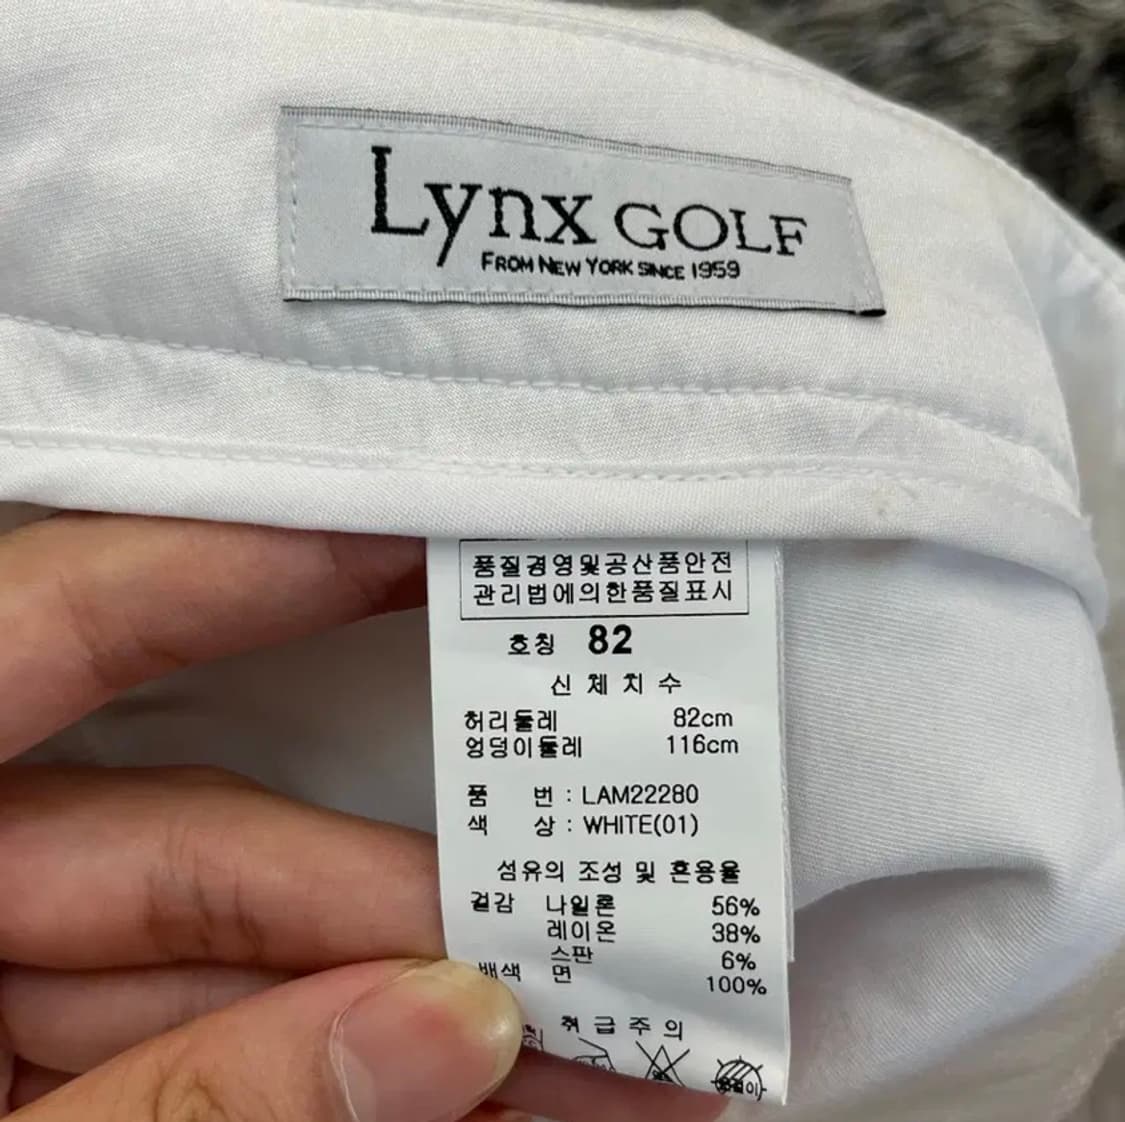 Lynx GOLF
FROM NEW YORK SINCE 1959
품질경영및공산품안전
관리법에의한품질표시
호칭 82
신체치수
허리둘레 82cm
엉덩이둘레 116cm
품 번 : LAM22280
색 상 : WHITE(01)
섬유의 조성 및 혼용율
겉감 나일론 56%
레이온 38%
스판 6%
배색 면 100%
취급주의